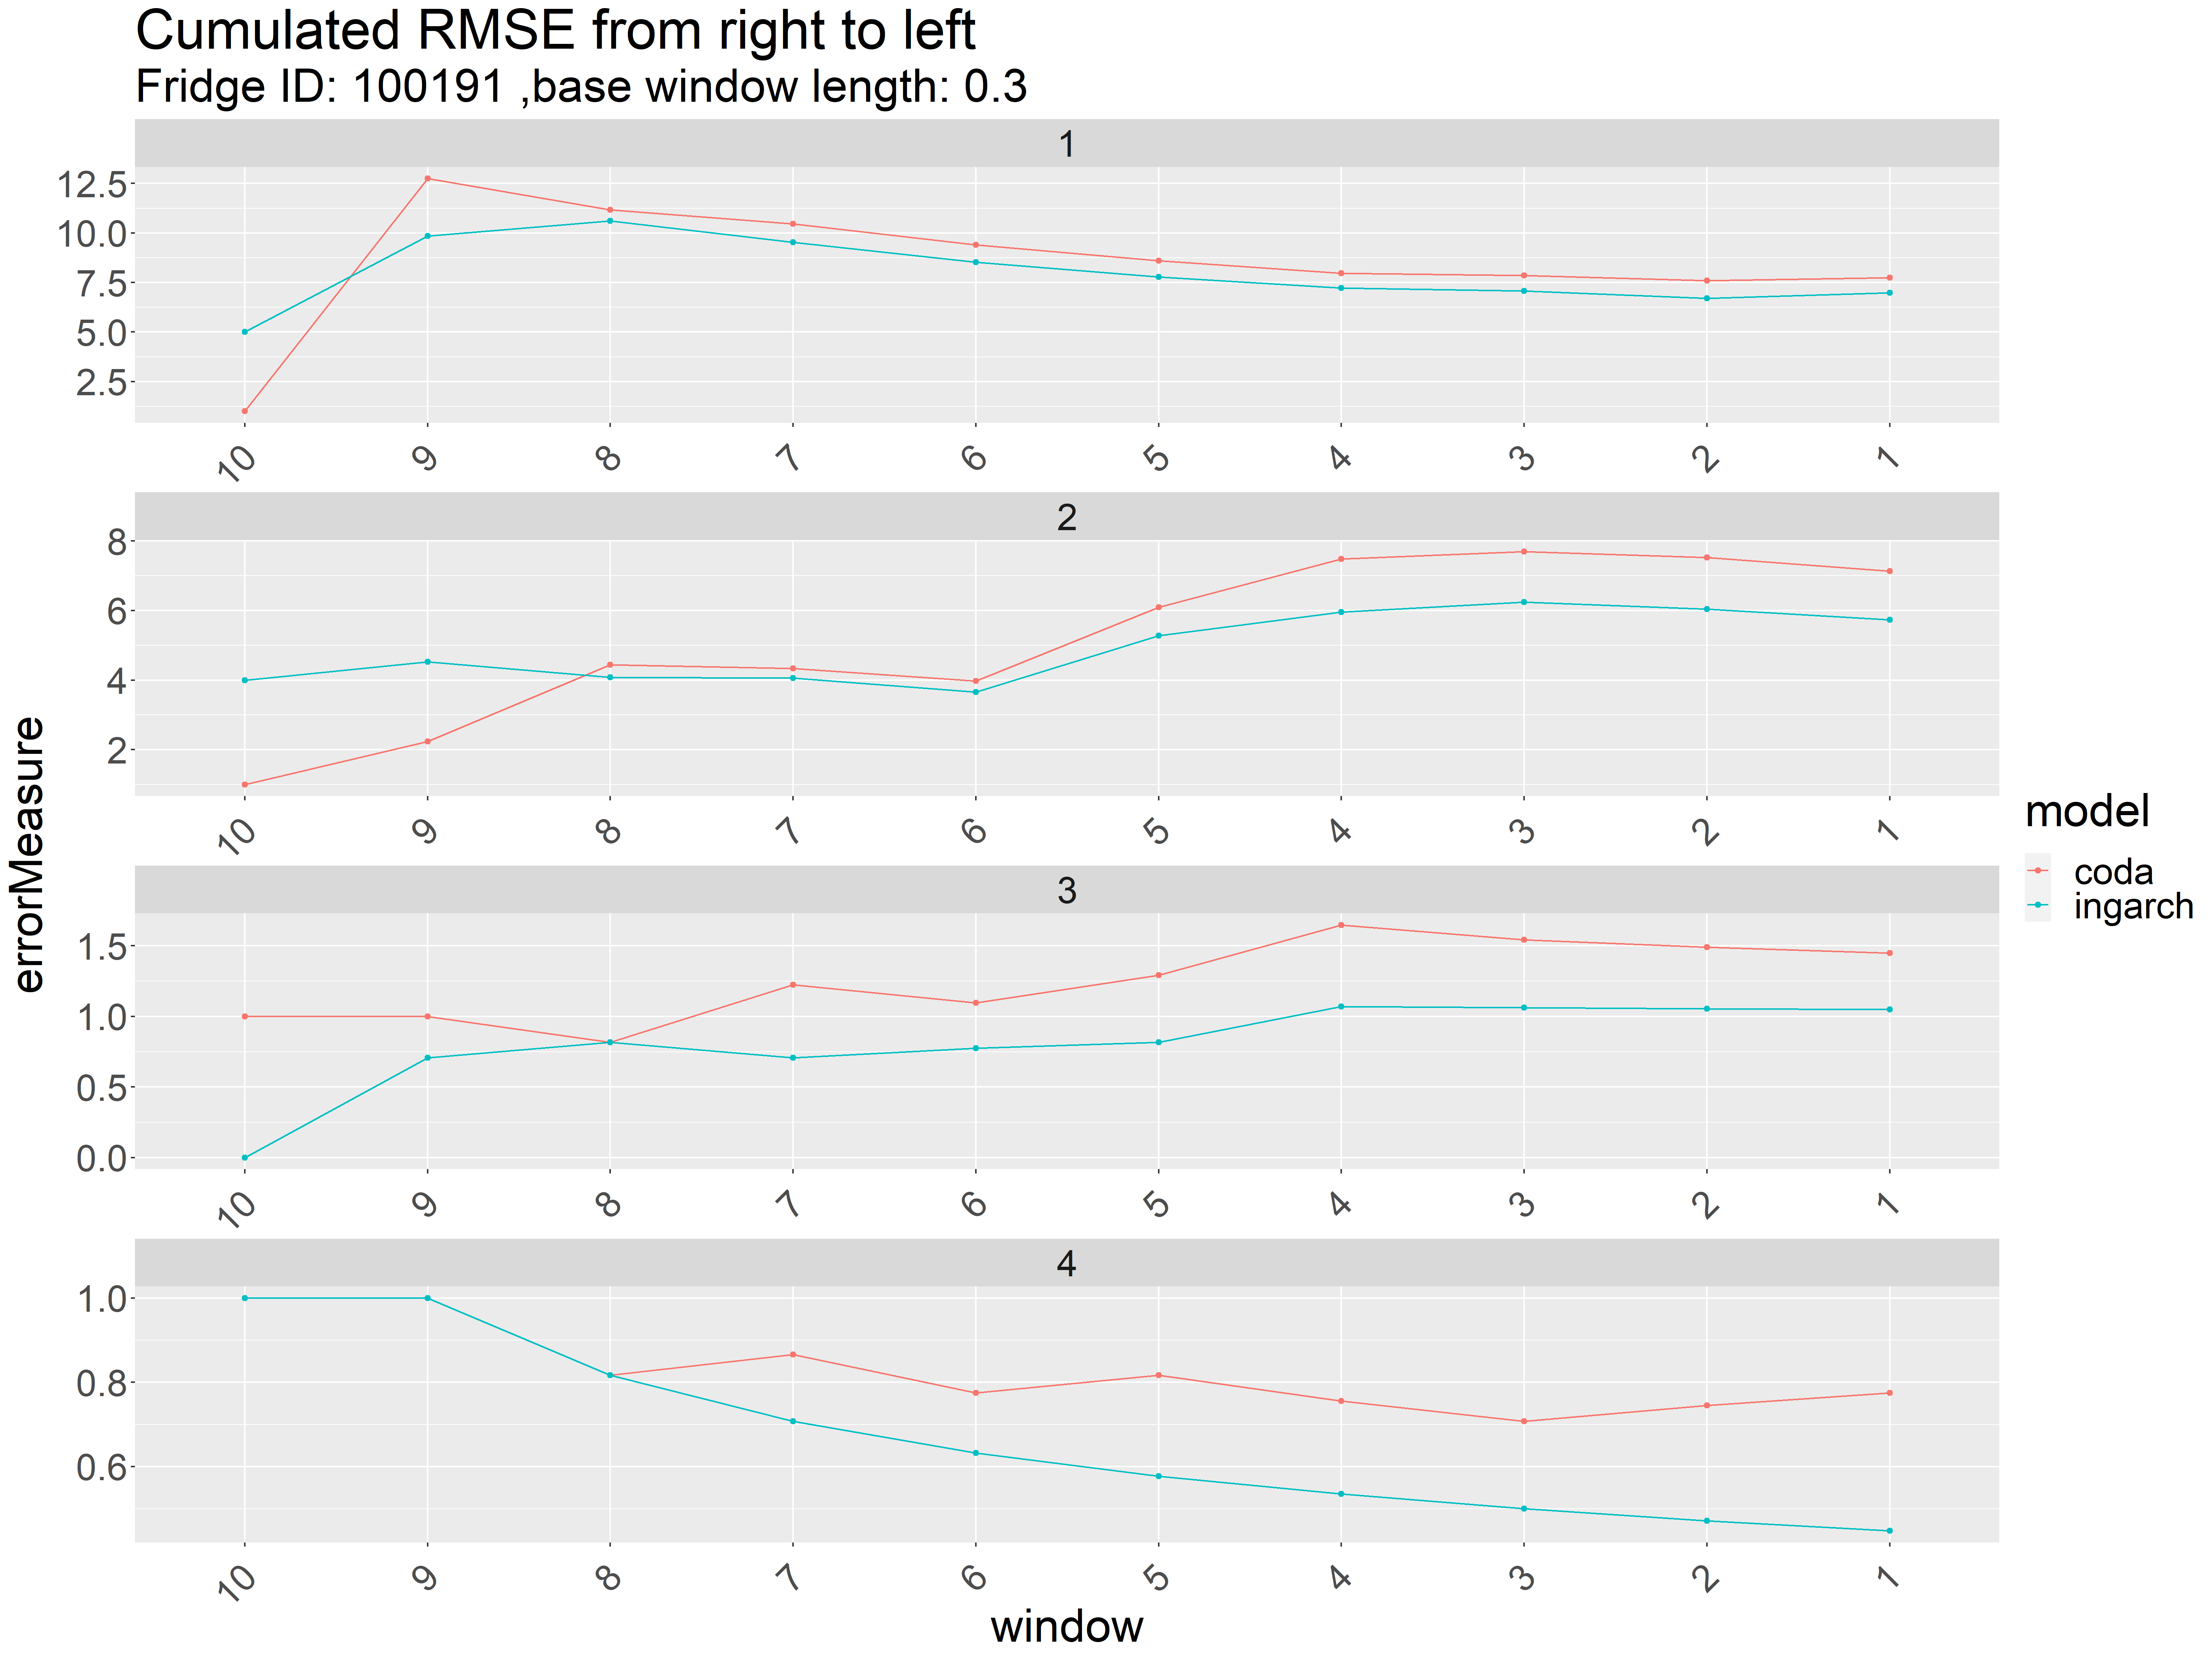 Cumulated RMSE from right to left
Fridge ID: 100191 ,base window length: 0.3
1
12.5
10.0
7.5
5.0
2.5
10 9 8 7 6 5 4 3 2 1
2
8
6
4
2
10 9 8 7 6 5 4 3 2 1
3
1.5
1.0
0.5
0.0
10 9 8 7 6 5 4 3 2 1
4
1.0
0.8
0.6
10 9 8 7 6 5 4 3 2 1
window
errorMeasure
model
coda
ingarch